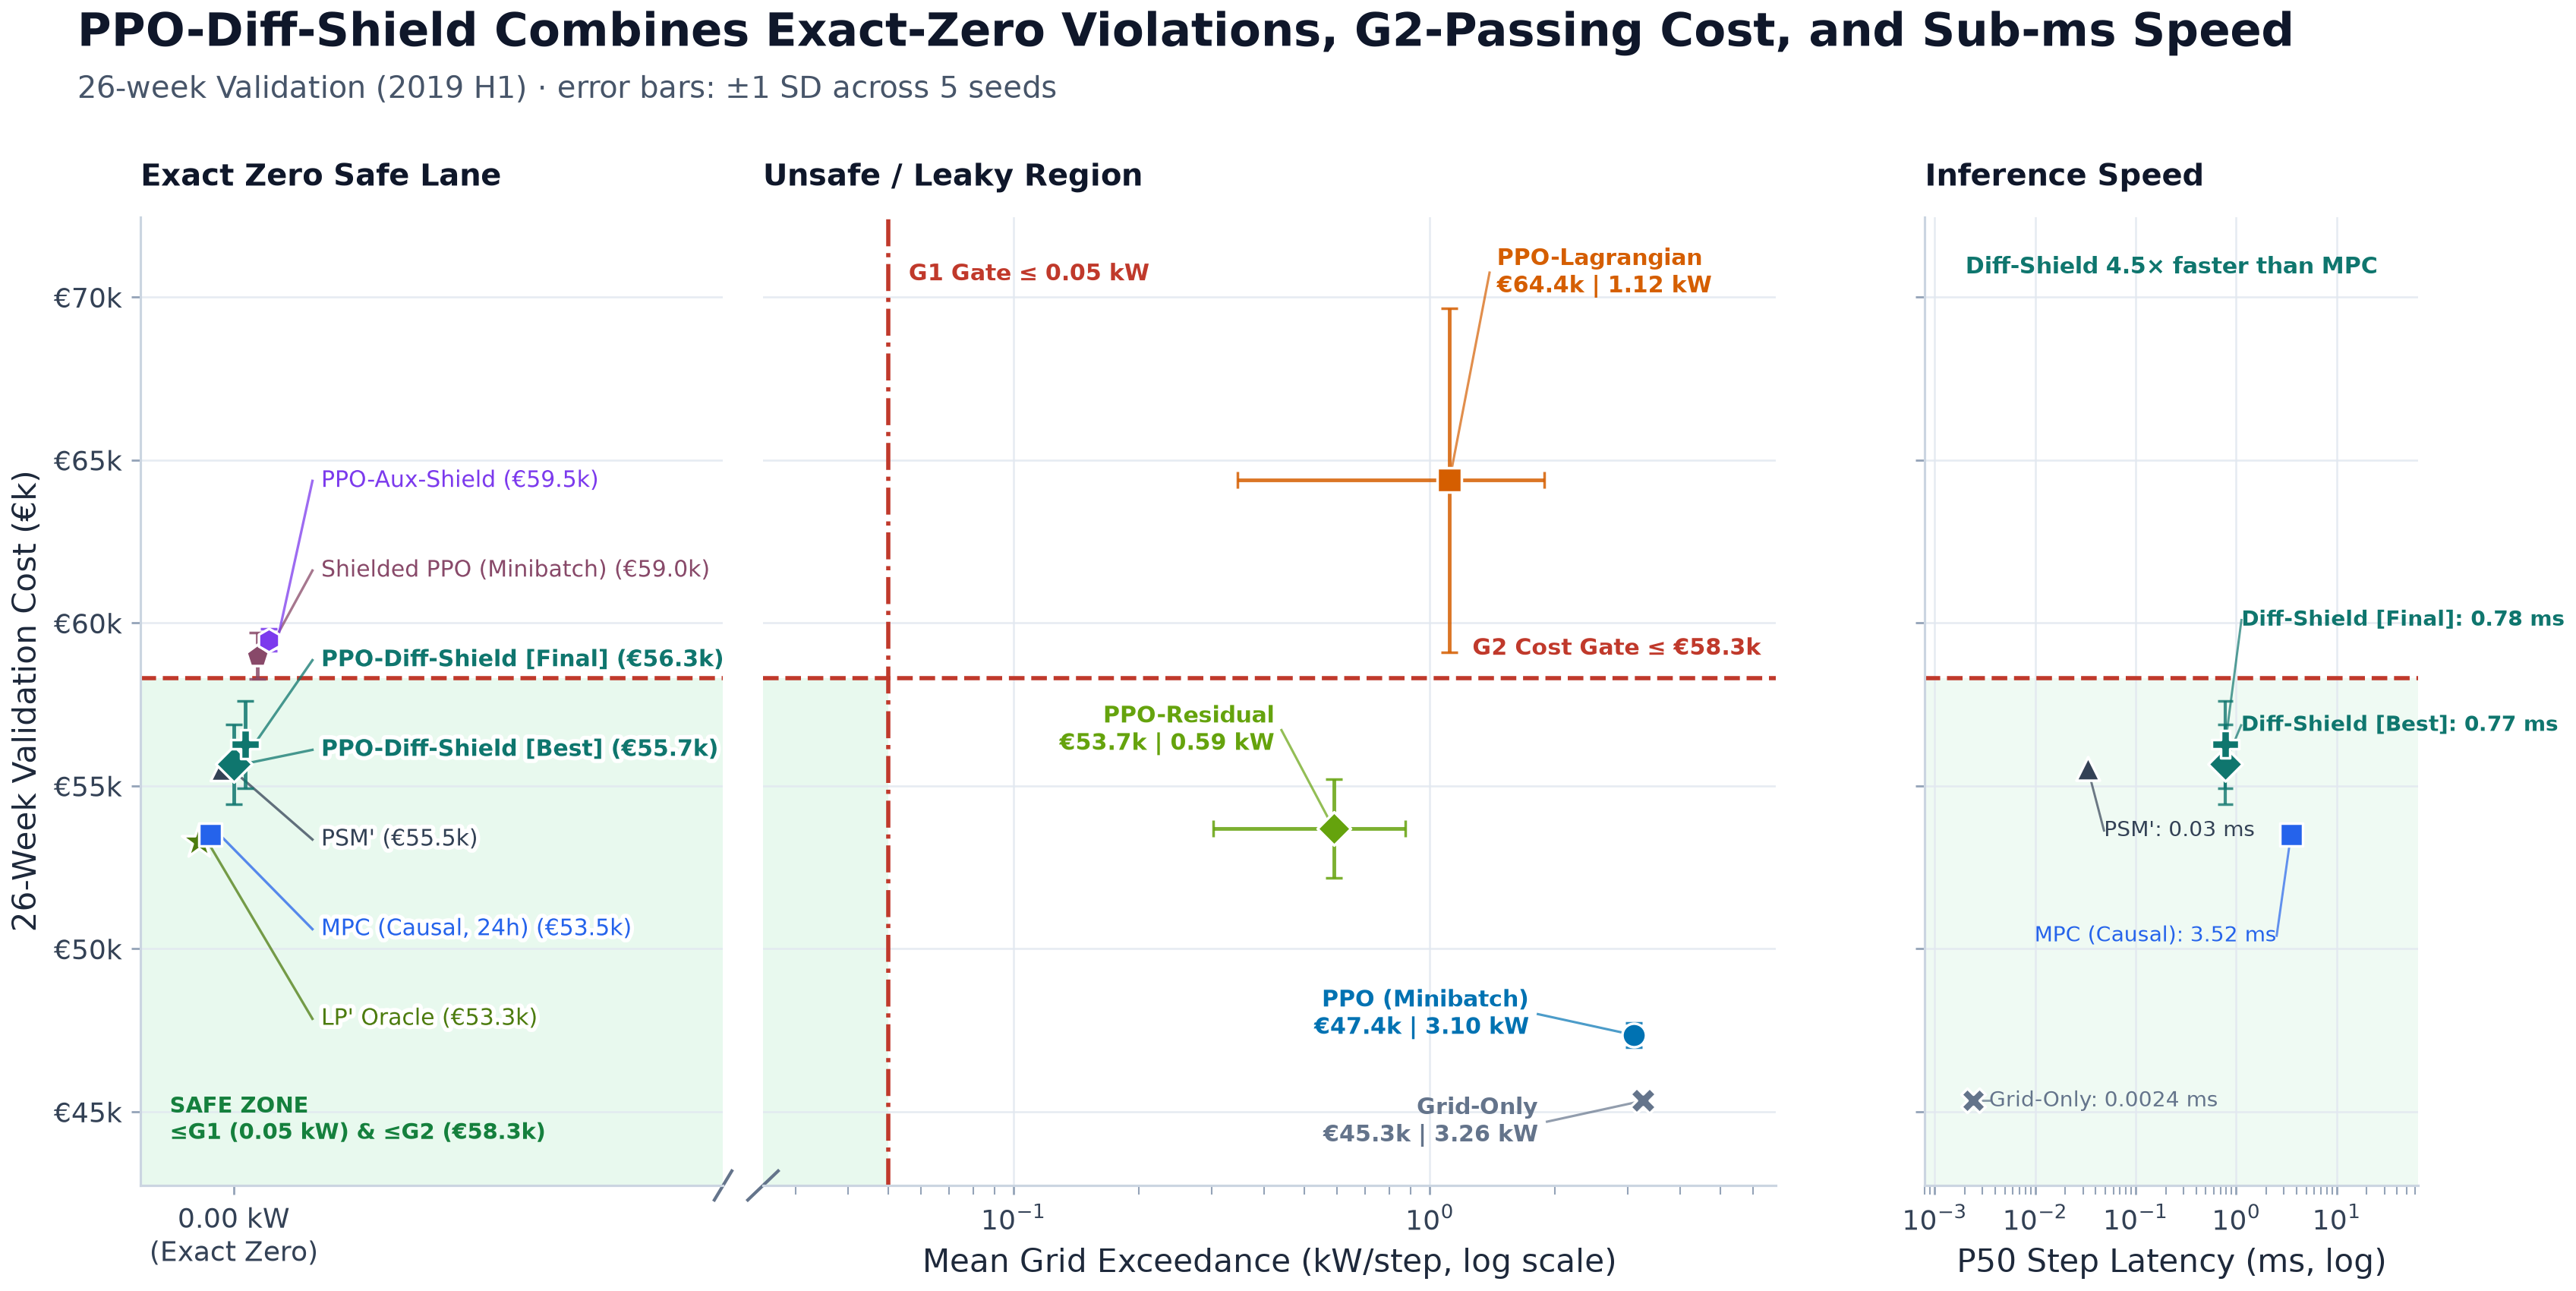 PPO-Diff-Shield Combines Exact-Zero Violations, G2-Passing Cost, and Sub-ms Speed
26-week Validation (2019 H1) · error bars: ±1 SD across 5 seeds
Exact Zero Safe Lane
26-Week Validation Cost (€k)
€70k
€65k
€60k
€55k
€50k
€45k
PPO-Aux-Shield (€59.5k)
Shielded PPO (Minibatch) (€59.0k)
PPO-Diff-Shield [Final] (€56.3k)
PPO-Diff-Shield [Best] (€55.7k)
PSM' (€55.5k)
MPC (Causal, 24h) (€53.5k)
LP' Oracle (€53.3k)
SAFE ZONE
≤G1 (0.05 kW) & ≤G2 (€58.3k)
0.00 kW
(Exact Zero)
Unsafe / Leaky Region
G1 Gate ≤ 0.05 kW
PPO-Lagrangian
€64.4k | 1.12 kW
G2 Cost Gate ≤ €58.3k
PPO-Residual
€53.7k | 0.59 kW
PPO (Minibatch)
€47.4k | 3.10 kW
Grid-Only
€45.3k | 3.26 kW
10⁻¹ 10⁰
Mean Grid Exceedance (kW/step, log scale)
Inference Speed
Diff-Shield 4.5× faster than MPC
Diff-Shield [Final]: 0.78 ms
Diff-Shield [Best]: 0.77 ms
PSM': 0.03 ms
MPC (Causal): 3.52 ms
Grid-Only: 0.0024 ms
10⁻³ 10⁻² 10⁻¹ 10⁰ 10¹
P50 Step Latency (ms, log)